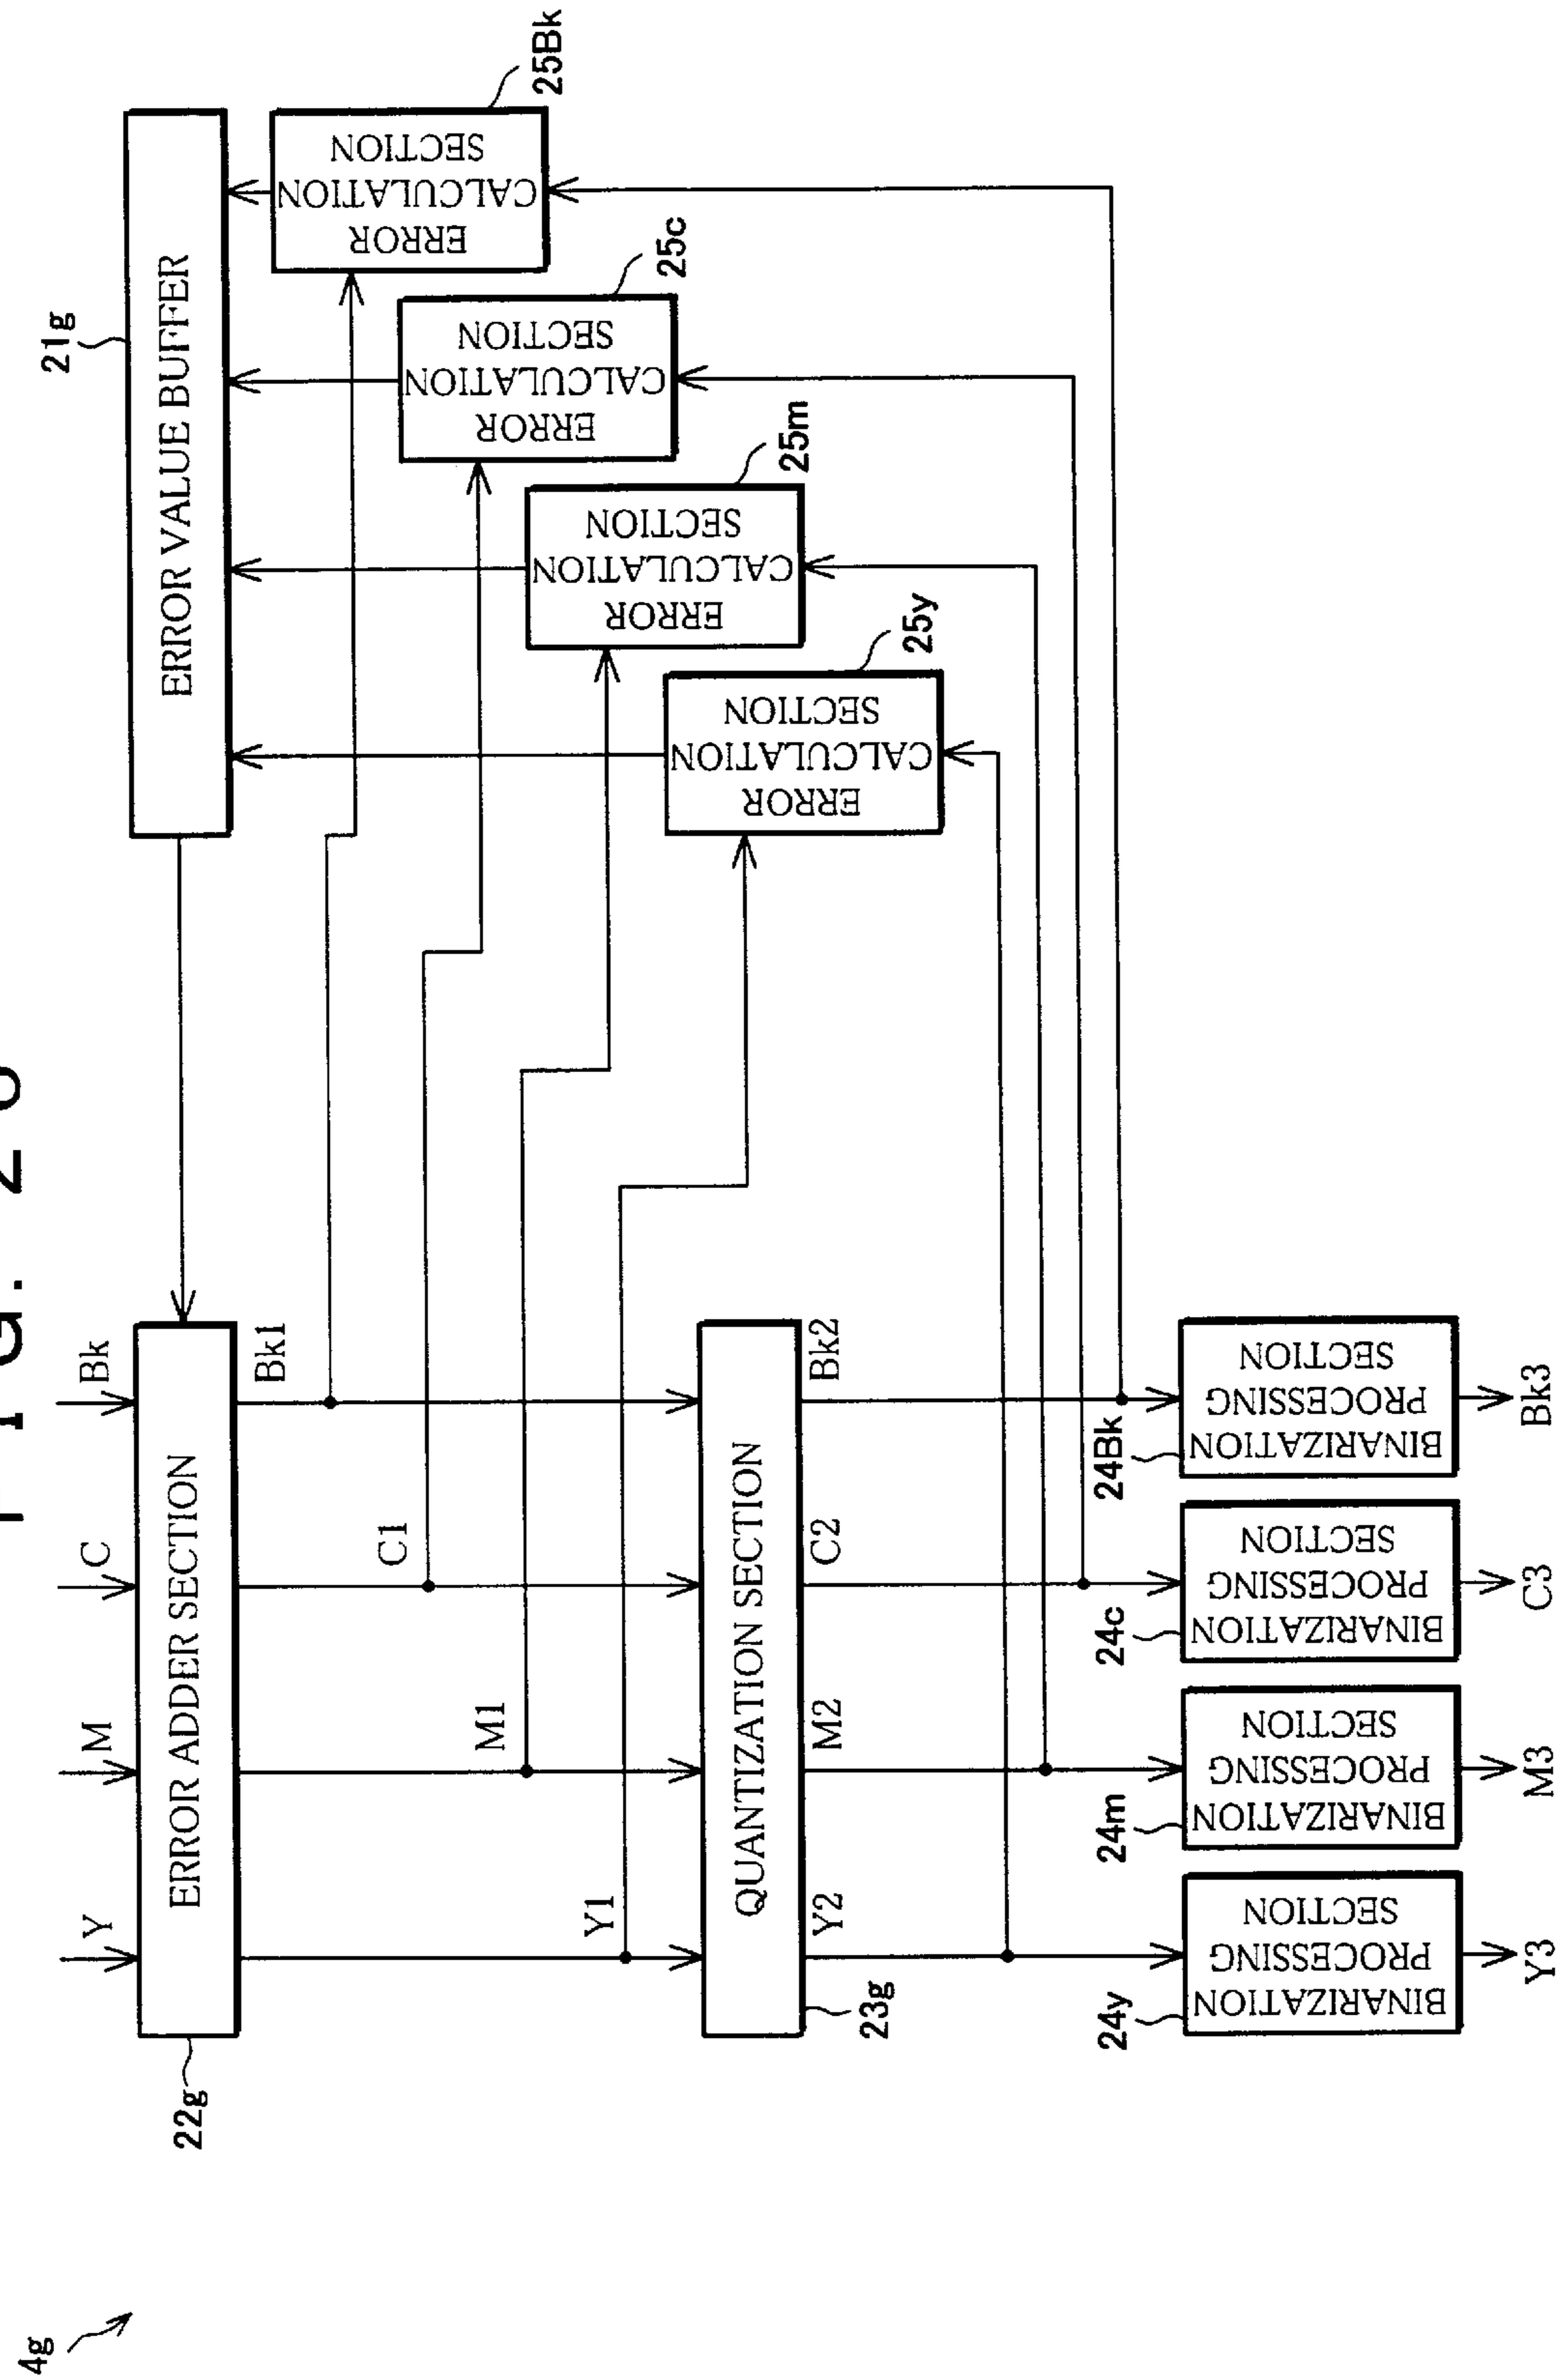 FIG. 2
4g
Y
M
C
Bk
22g
ERROR ADDER SECTION
21g
ERROR VALUE BUFFER
Y1
M1
C1
Bk1
ERROR
CALCULATION
SECTION
25Bk
ERROR
CALCULATION
SECTION
25c
ERROR
CALCULATION
SECTION
25m
ERROR
CALCULATION
SECTION
25y
QUANTIZATION SECTION
23g
Y2
M2
C2
Bk2
24y
BINARIZATION
PROCESSING
SECTION
24m
BINARIZATION
PROCESSING
SECTION
24c
BINARIZATION
PROCESSING
SECTION
24Bk
BINARIZATION
PROCESSING
SECTION
Y3
M3
C3
Bk3